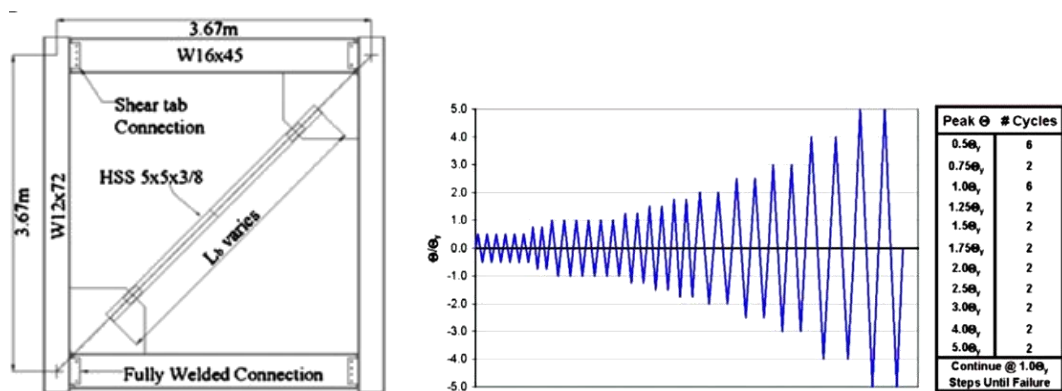 3.67m
W16x45
Shear tab
Connection
HSS 5x5x3/8
W12x72
3.67m
Lb varies
Fully Welded Connection
5.0
4.0
3.0
2.0
1.0
0.0
-1.0
-2.0
-3.0
-4.0
-5.0
Θ/Θy
Peak Θ # Cycles
0.5Θy 6
0.75Θy 2
1.0Θy 6
1.25Θy 2
1.5Θy 2
1.75Θy 2
2.0Θy 2
2.5Θy 2
3.0Θy 2
4.0Θy 2
5.0Θy 2
Continue @ 1.0Θy
Steps Until Failure